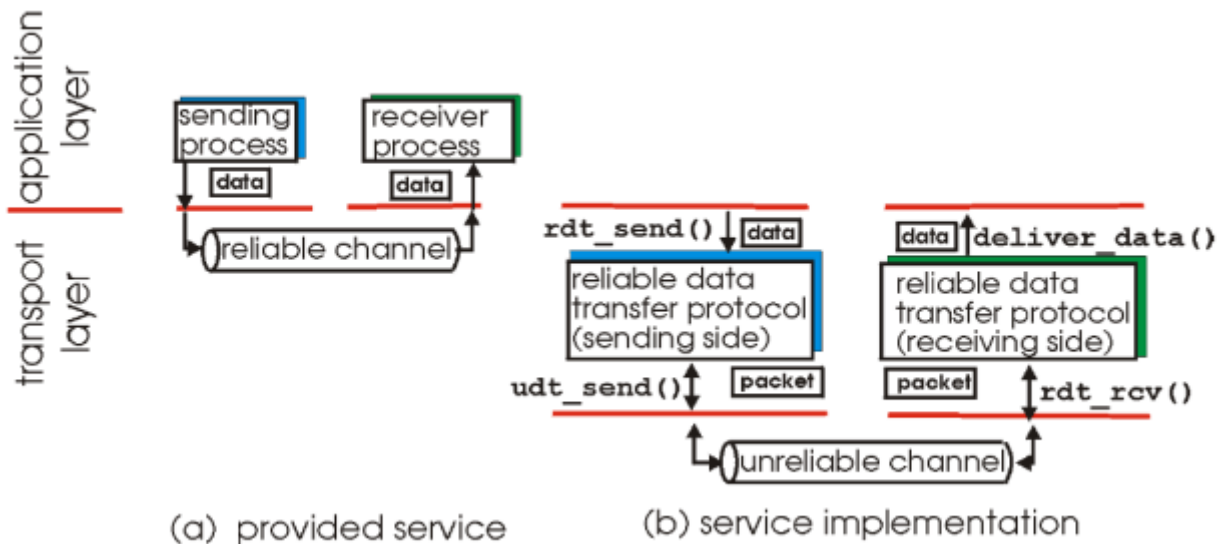 application
layer
transport
layer
sending
process
receiver
process
data
data
reliable channel
(a) provided service
rdt_send()
data
data
deliver_data()
reliable data
transfer protocol
(sending side)
reliable data
transfer protocol
(receiving side)
udt_send()
packet
packet
rdt_rcv()
unreliable channel
(b) service implementation